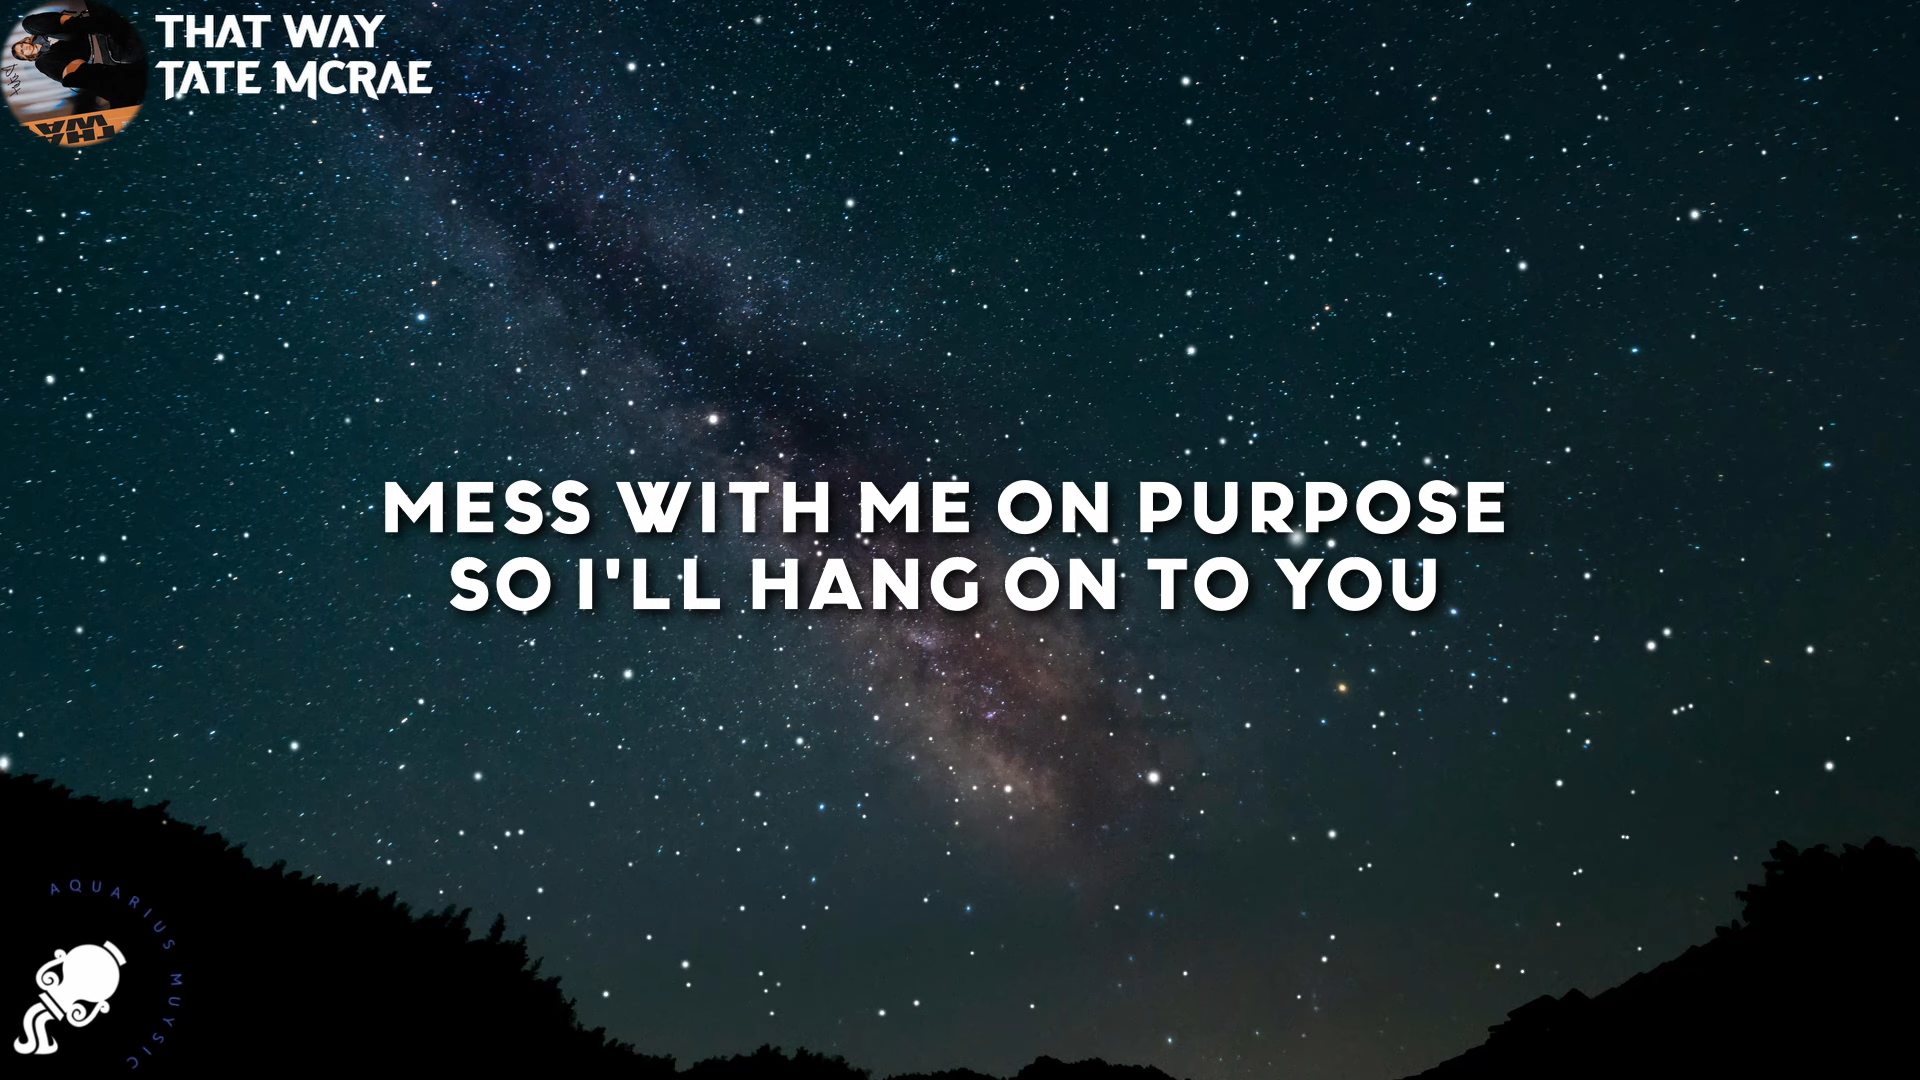 THAT WAY
TATE MCRAE
MESS WITH ME ON PURPOSE
SO I'LL HANG ON TO YOU
AQUARIUS MUYSIC